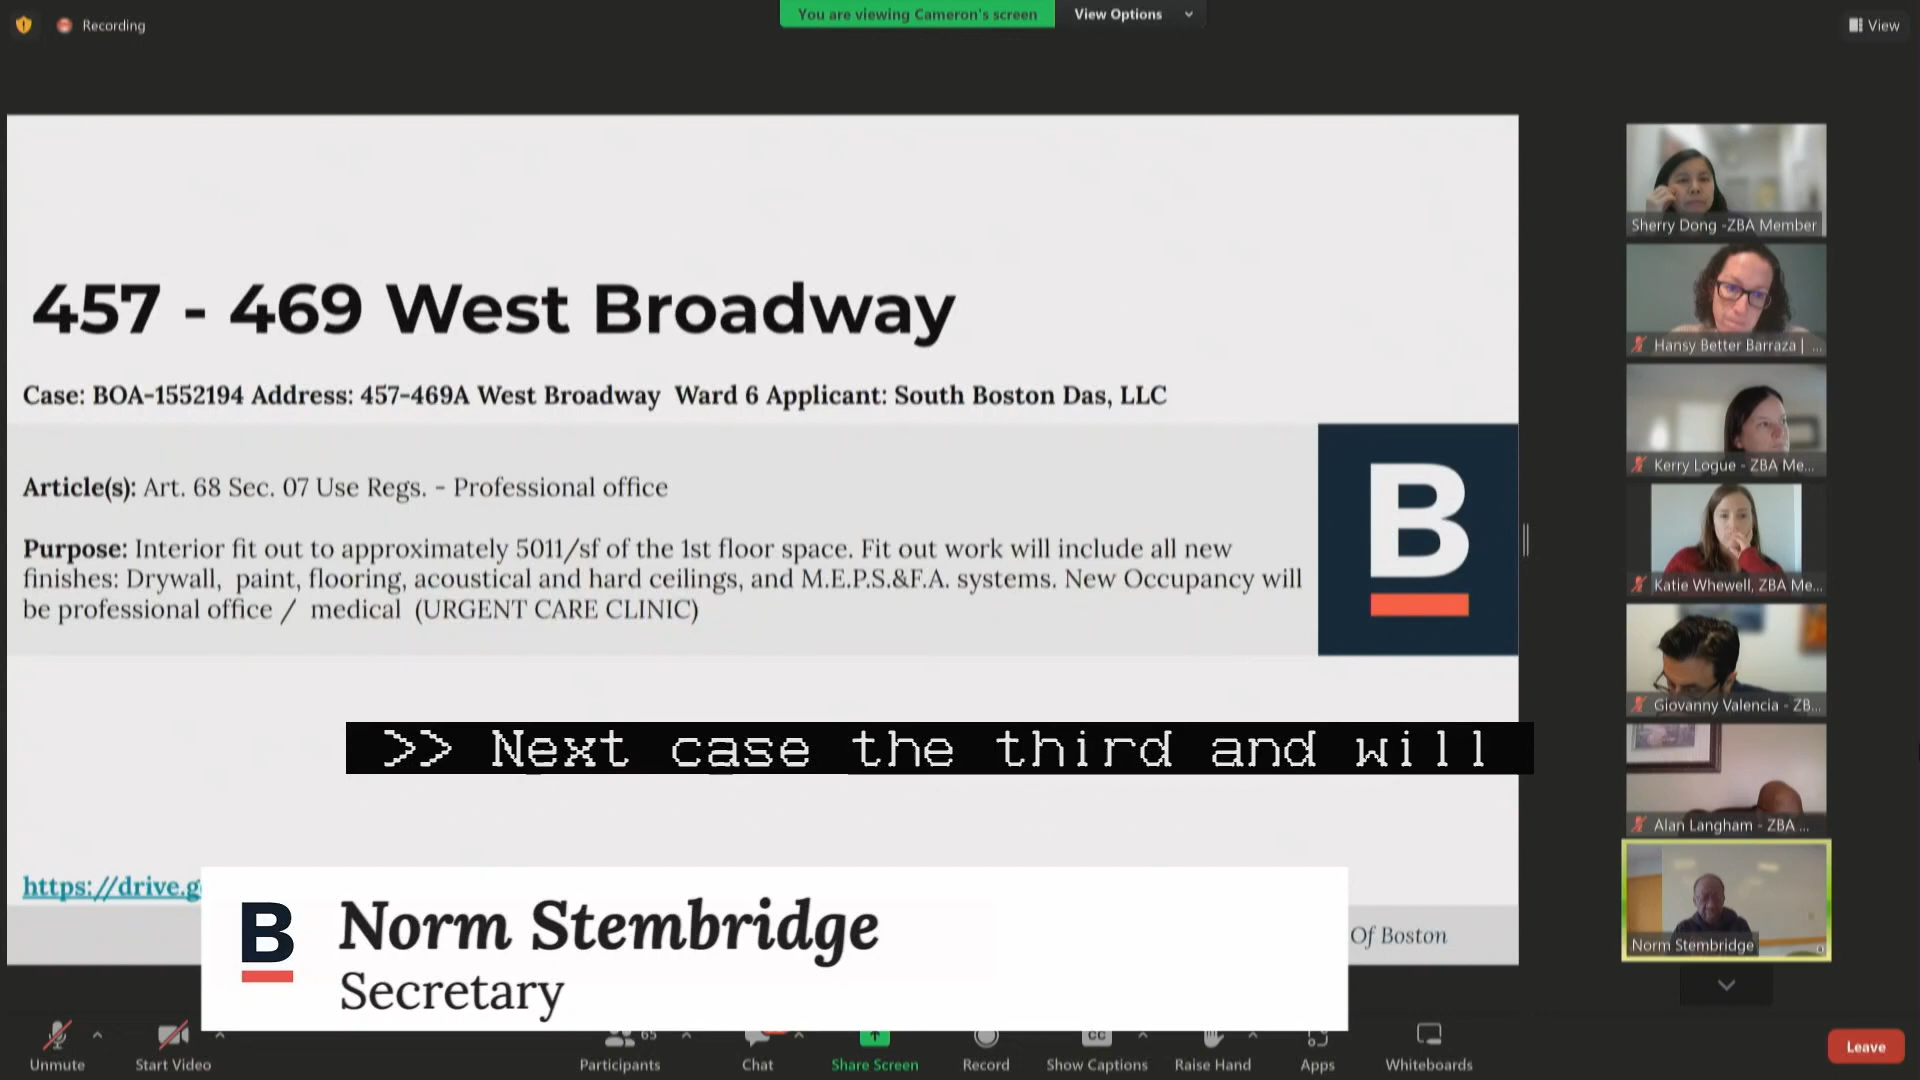 Recording
You are viewing Cameron's screen
View Options
View
457 - 469 West Broadway
Case: BOA-1552194 Address: 457-469A West Broadway Ward 6 Applicant: South Boston Das, LLC
Article(s): Art. 68 Sec. 07 Use Regs. - Professional office
Purpose: Interior fit out to approximately 5011/sf of the 1st floor space. Fit out work will include all new
finishes: Drywall, paint, flooring, acoustical and hard ceilings, and M.E.P.S.&F.A. systems. New Occupancy will
be professional office / medical (URGENT CARE CLINIC)
B
>> Next case the third and will
https://drive.g
Of Boston
B
Norm Stembridge
Secretary
Sherry Dong -ZBA Member
Hansy Better Barraza | ...
Kerry Logue - ZBA Me...
Katie Whewell, ZBA Me...
Giovanny Valencia - ZB...
Alan Langham - ZBA ...
Norm Stembridge
Unmute
Start Video
65
Participants
Chat
Share Screen
Record
CC
Show Captions
Raise Hand
Apps
Whiteboards
Leave